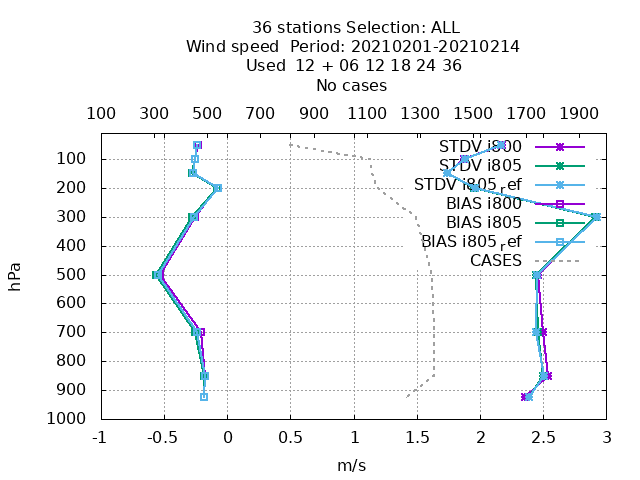 36 stations Selection: ALL
Wind speed  Period: 20210201-20210214
Used  12 + 06 12 18 24 36
No cases
100 300 500 700 900 1100 1300 1500 1700 1900
STDV i800
STDV i805
STDV i805ref
BIAS i800
BIAS i805
BIAS i805ref
CASES
hPa
100
200
300
400
500
600
700
800
900
1000
-1 -0.5 0 0.5 1 1.5 2 2.5 3
m/s